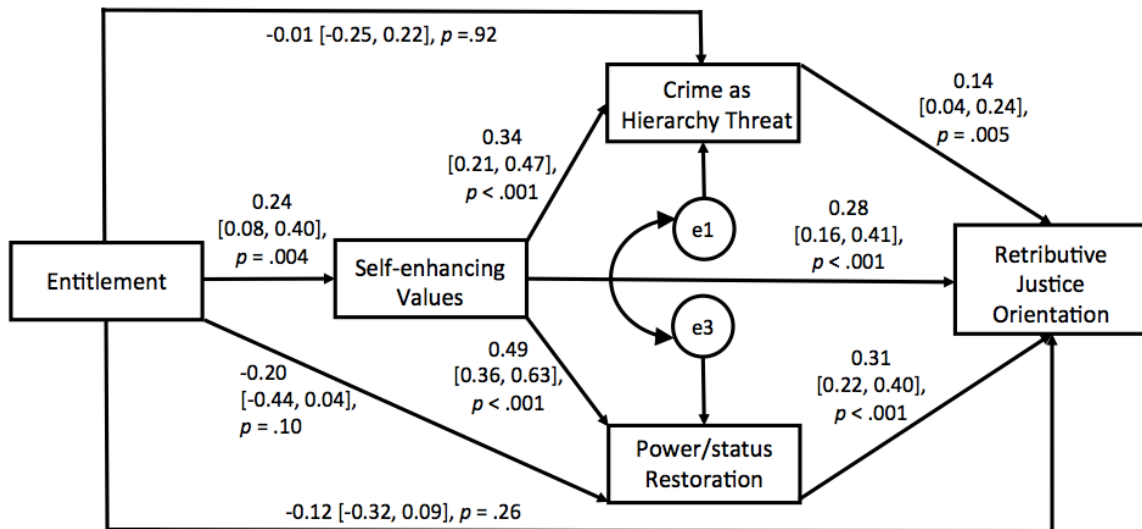 -0.01 [-0.25, 0.22], p =.92
Crime as
Hierarchy Threat
0.14
[0.04, 0.24],
p = .005
0.34
[0.21, 0.47],
p < .001
0.24
[0.08, 0.40],
p = .004
e1
0.28
[0.16, 0.41],
p < .001
Entitlement
Self-enhancing
Values
Retributive
Justice
Orientation
e3
0.49
[0.36, 0.63],
p < .001
-0.20
[-0.44, 0.04],
p = .10
0.31
[0.22, 0.40],
p < .001
Power/status
Restoration
-0.12 [-0.32, 0.09], p = .26